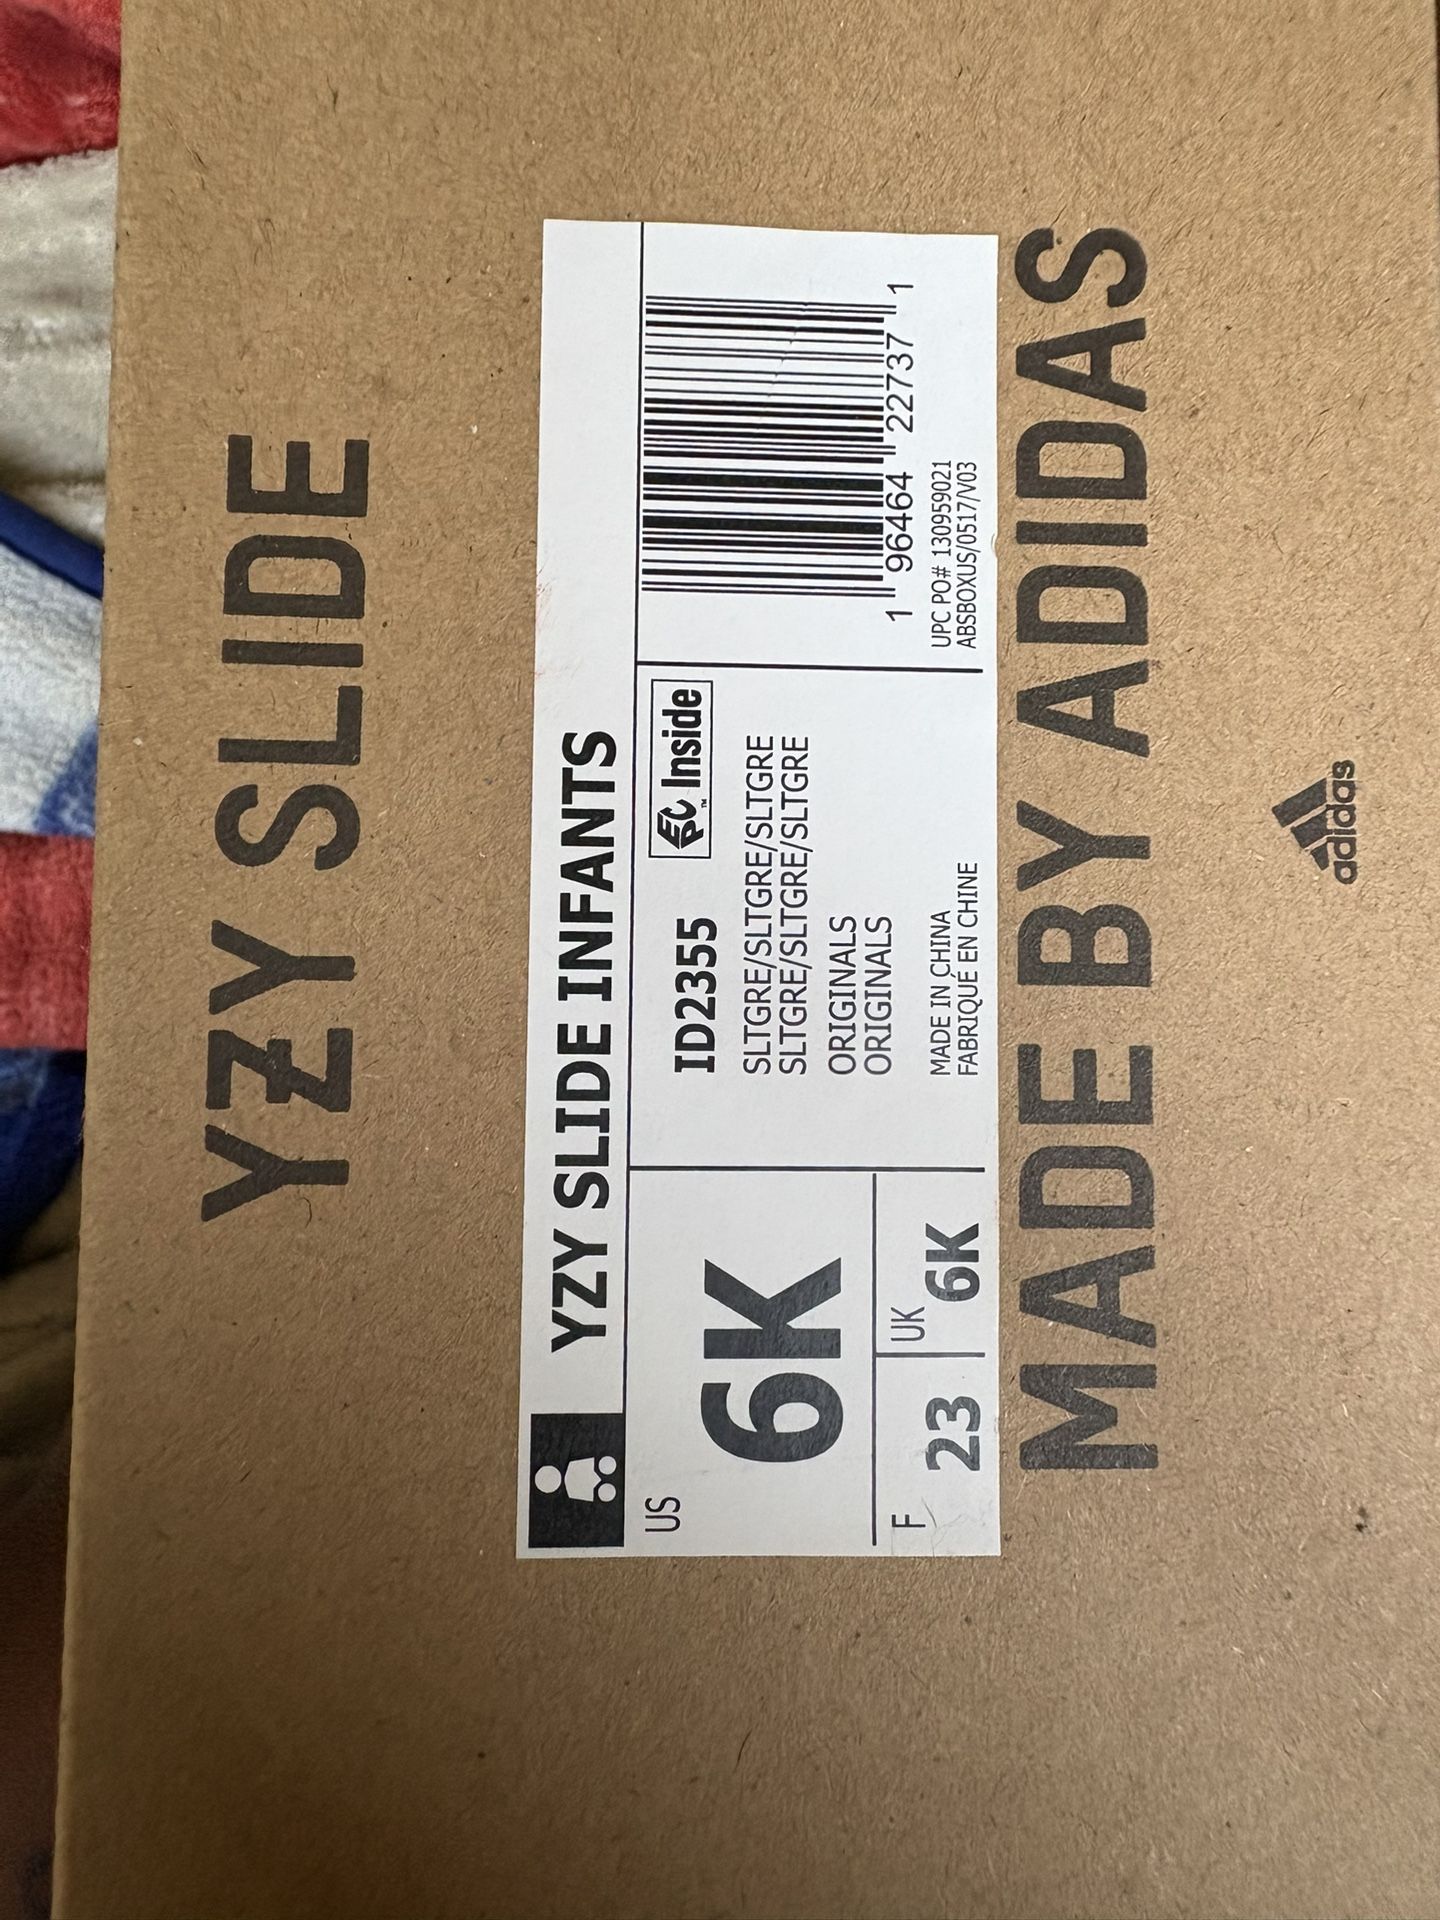 YZY SLIDE
YZY SLIDE INFANTS
US
6K
F
23
UK
6K
ID2355
EPC™ Inside
SLTGRE/SLTGRE/SLTGRE
SLTGRE/SLTGRE/SLTGRE
ORIGINALS
ORIGINALS
MADE IN CHINA
FABRIQUÉ EN CHINE
1 96464 22737 1
UPC PO# 130959021
ABSBOXUS/0517/V03
MADE BY ADIDAS
adidas